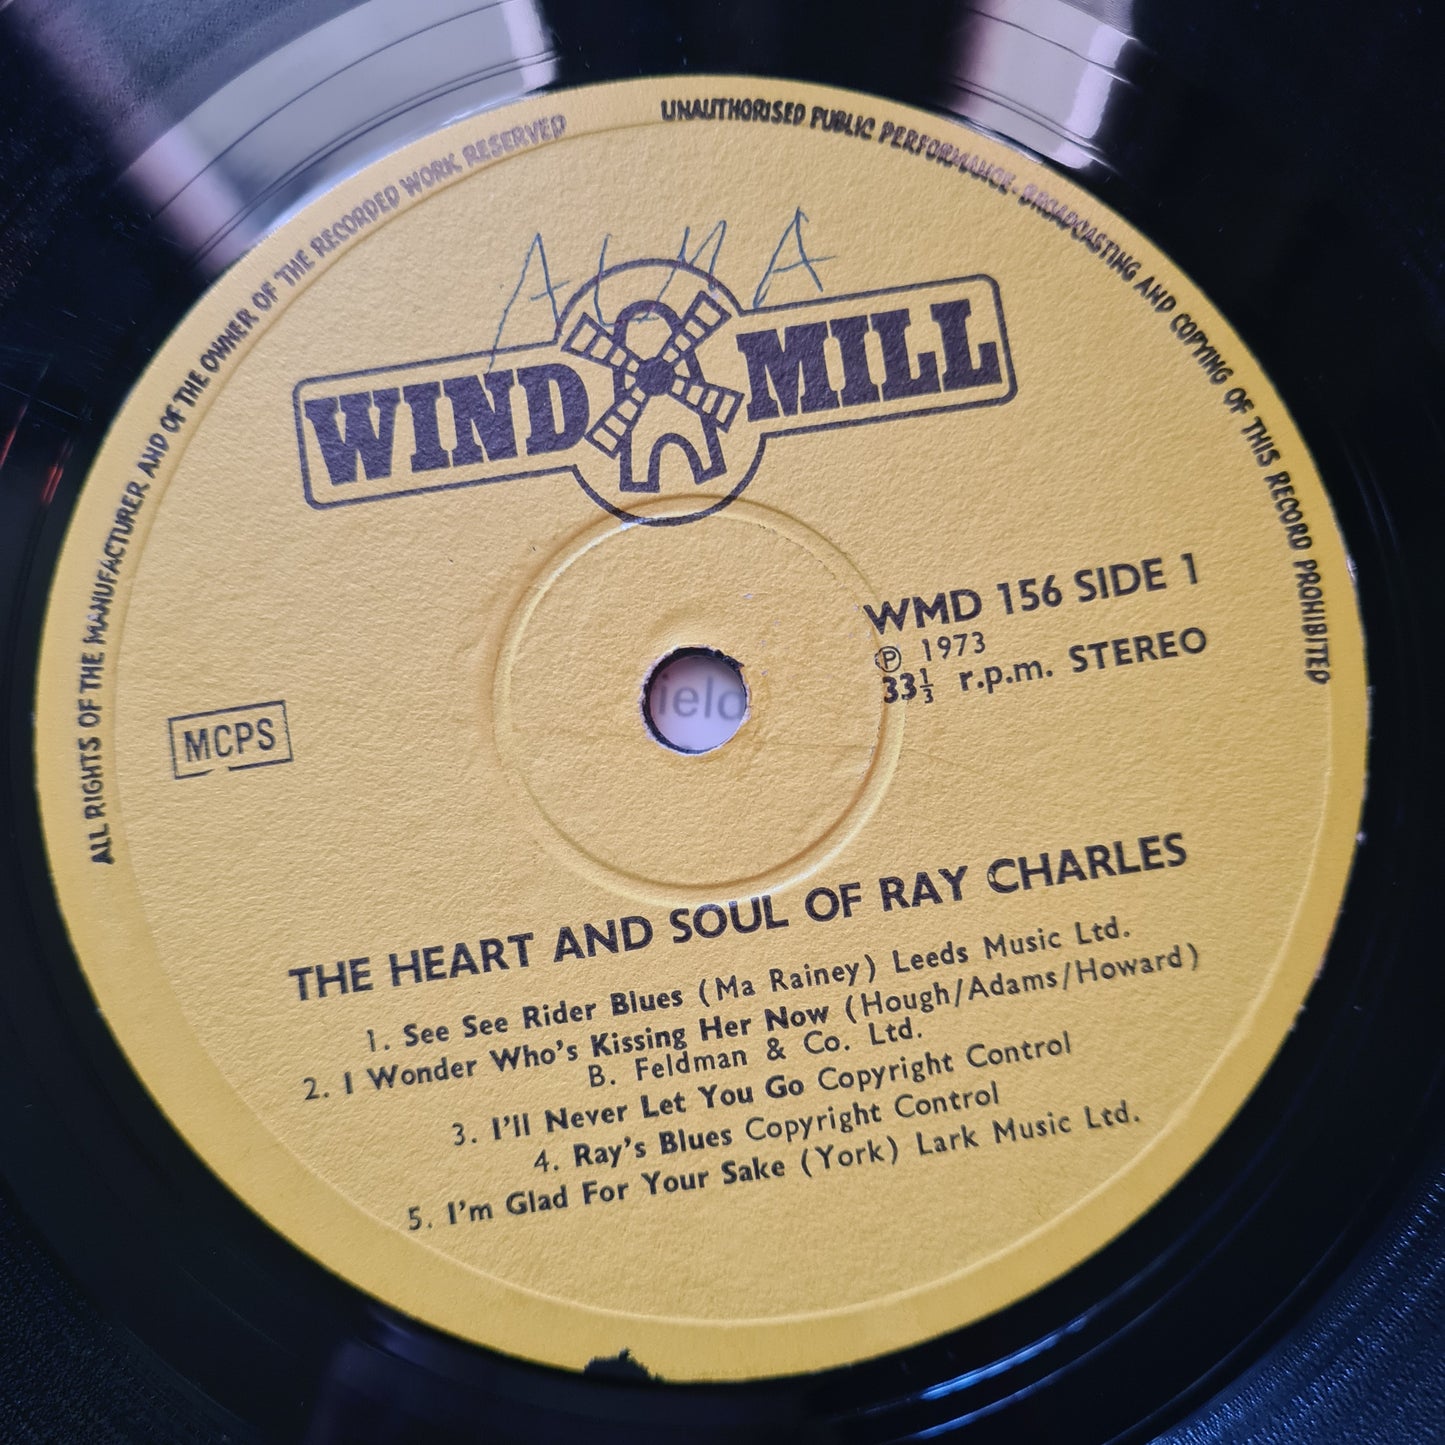 ALL RIGHTS OF THE MANUFACTURER AND OF THE OWNER OF THE RECORDED WORK RESERVED
UNAUTHORISED PUBLIC PERFORMANCE · BROADCASTING AND COPYING OF THIS RECORD PROHIBITED
ALMA
WIND MILL
WMD 156 SIDE 1
℗ 1973
33⅓ r.p.m. STEREO
ield
MCPS
THE HEART AND SOUL OF RAY CHARLES
1. See See Rider Blues (Ma Rainey) Leeds Music Ltd.
2. I Wonder Who's Kissing Her Now (Hough/Adams/Howard)
B. Feldman & Co. Ltd.
3. I'll Never Let You Go Copyright Control
4. Ray's Blues Copyright Control
5. I'm Glad For Your Sake (York) Lark Music Ltd.